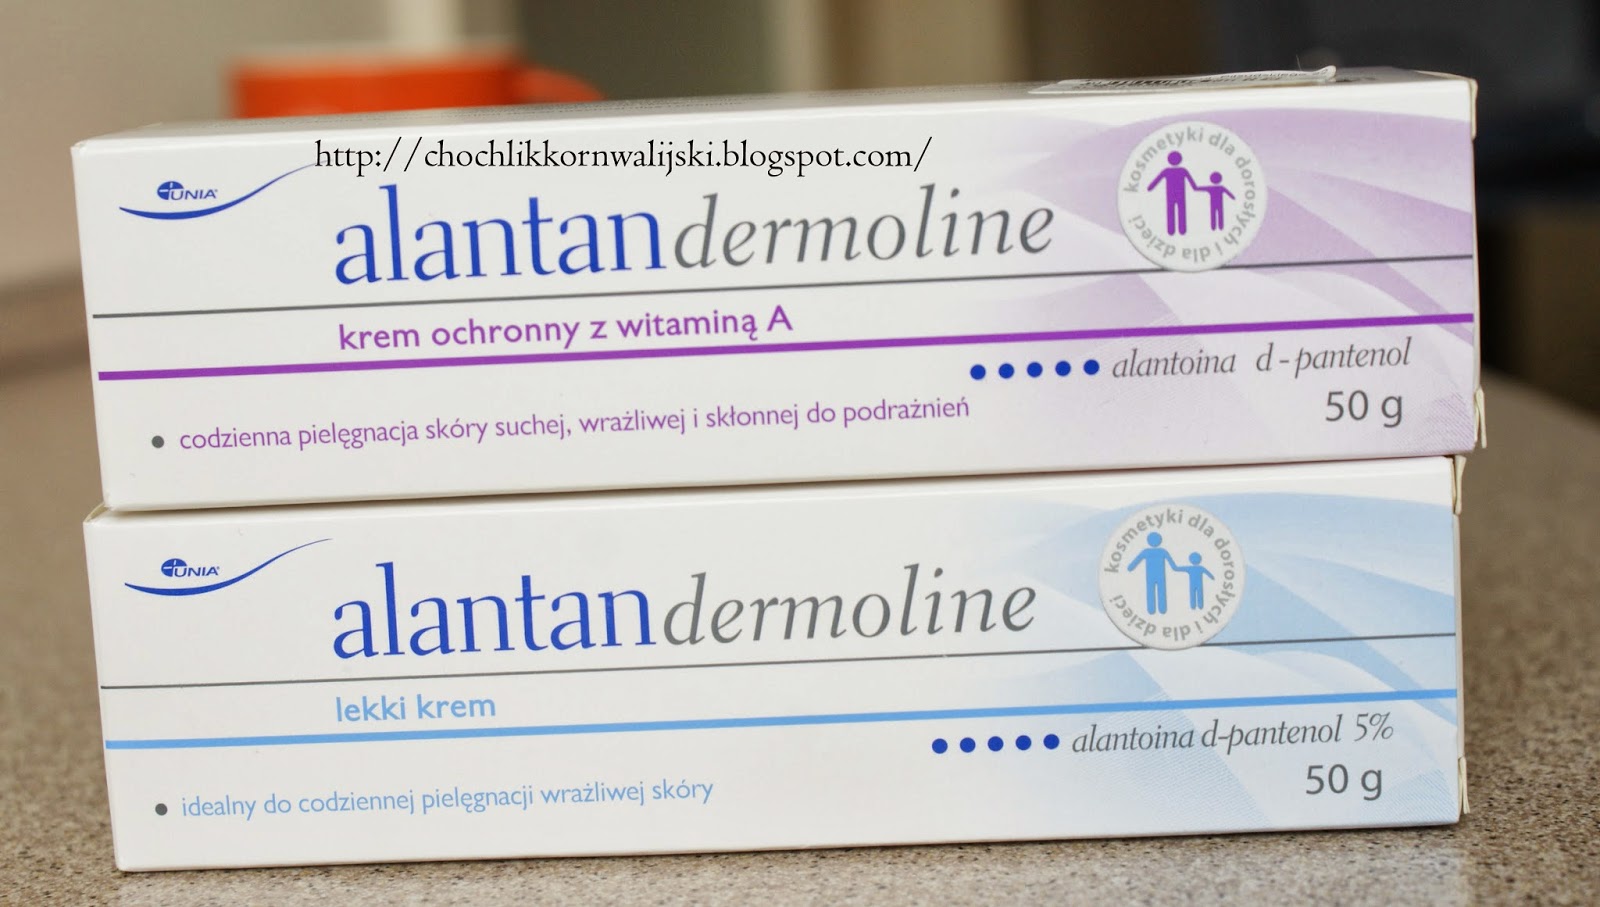 http://chochlikkornwalijski.blogspot.com/
UNIA
alantandermoline
kosmetyki dla dorosłych i dla dzieci
krem ochronny z witaminą A
alantoina d-pantenol
50 g
codzienna pielęgnacja skóry suchej, wrażliwej i skłonnej do podrażnień
UNIA
alantandermoline
kosmetyki dla dorosłych i dla dzieci
lekki krem
alantoina d-pantenol 5%
50 g
idealny do codziennej pielęgnacji wrażliwej skóry